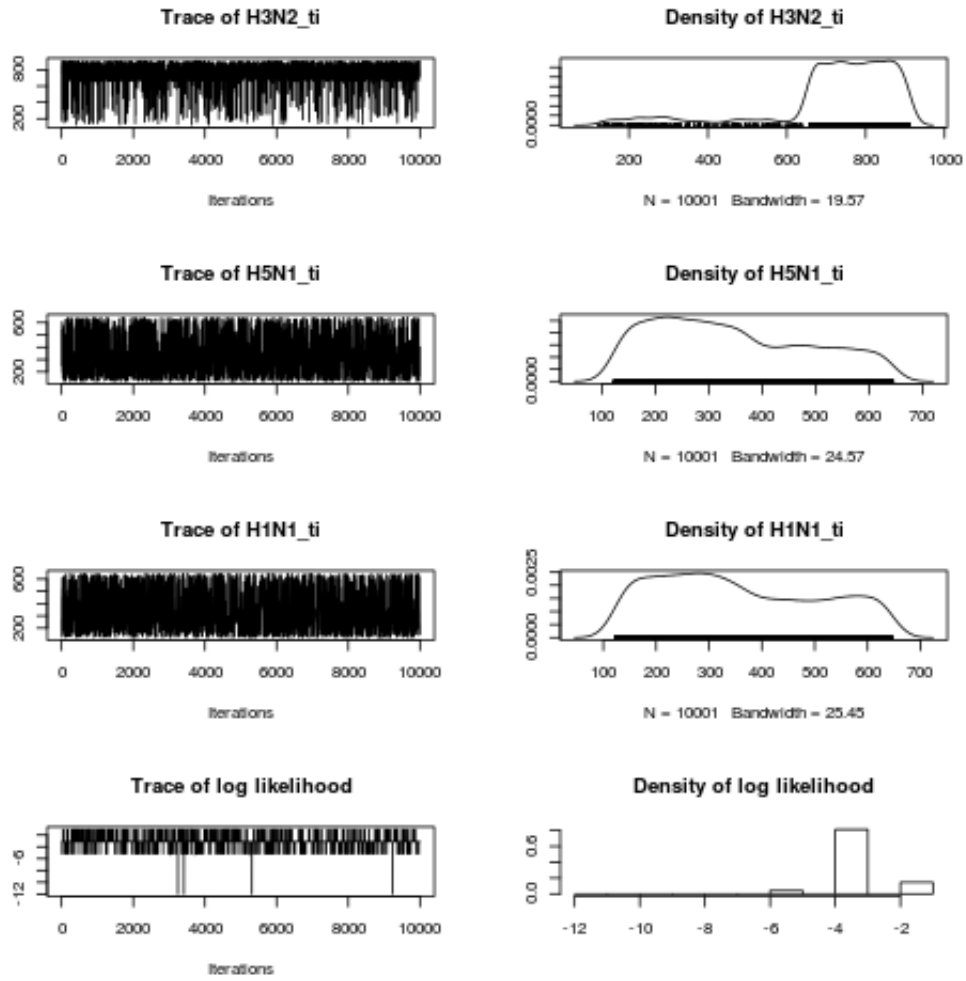 Trace of H3N2_ti
Density of H3N2_ti
800
200
0 2000 4000 6000 8000 10000
Iterations
0.0000
200 400 600 800 1000
N = 10001 Bandwidth = 19.57
Trace of H5N1_ti
Density of H5N1_ti
600
200
0 2000 4000 6000 8000 10000
Iterations
0.0000
100 200 300 400 500 600 700
N = 10001 Bandwidth = 24.57
Trace of H1N1_ti
Density of H1N1_ti
600
200
0 2000 4000 6000 8000 10000
Iterations
0.0025
0.0000
100 200 300 400 500 600 700
N = 10001 Bandwidth = 25.45
Trace of log likelihood
Density of log likelihood
-6
-12
0 2000 4000 6000 8000 10000
Iterations
0.6
0.0
-12 -10 -8 -6 -4 -2